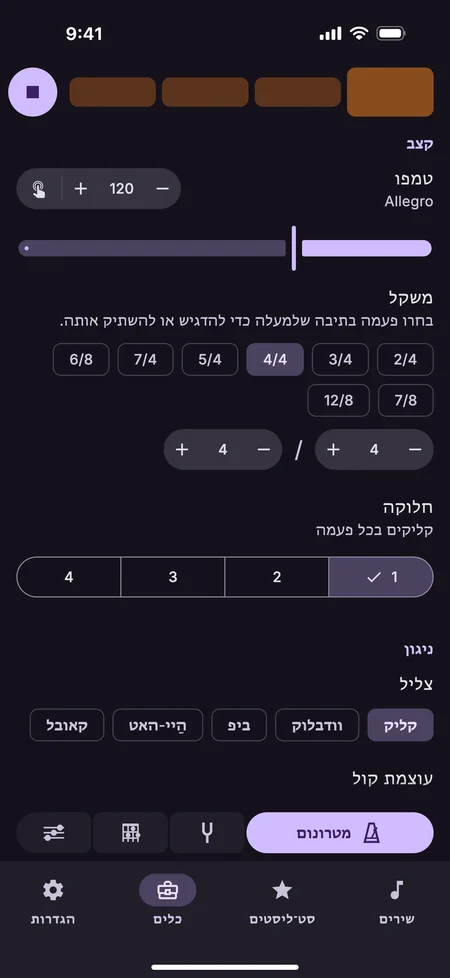 9:41
קצב
טמפו
Allegro
− 120 +
משקל
בחרו פעמה בתיבה שלמעלה כדי להדגיש או להשתיק אותה.
2/4 3/4 4/4 5/4 7/4 6/8
7/8 12/8
− 4 + / − 4 +
חלוקה
קליקים בכל פעמה
1 2 3 4
ניגון
צליל
קליק וודבלוק ביפ הַיי-האט קאובל
עוצמת קול
מטרונום
שירים סט־ליסטים כלים הגדרות